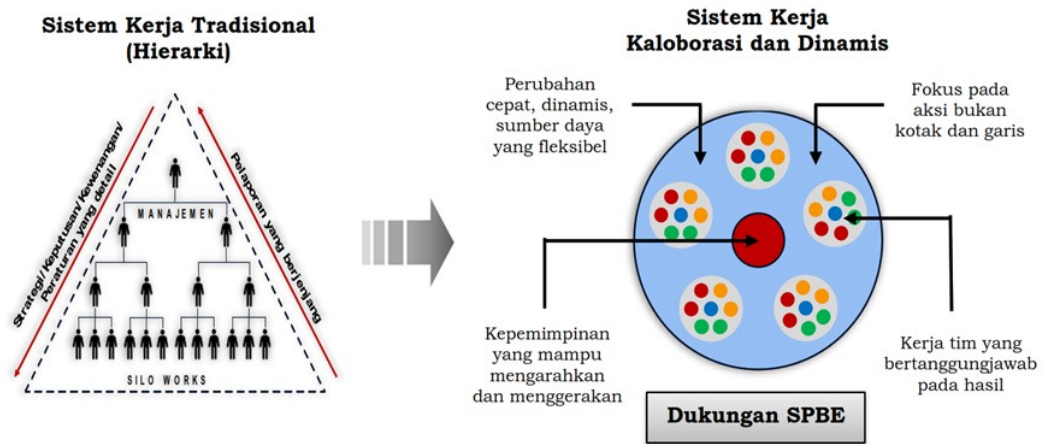 Sistem Kerja Tradisional
(Hierarki)
Strategi/Keputusan/Kewenangan/
Peraturan yang detail
Pelaporan yang berjenjang
MANAJEMEN
SILO WORKS
Sistem Kerja
Kaloborasi dan Dinamis
Perubahan
cepat, dinamis,
sumber daya
yang fleksibel
Fokus pada
aksi bukan
kotak dan garis
Kepemimpinan
yang mampu
mengarahkan
dan menggerakan
Kerja tim yang
bertanggungjawab
pada hasil
Dukungan SPBE